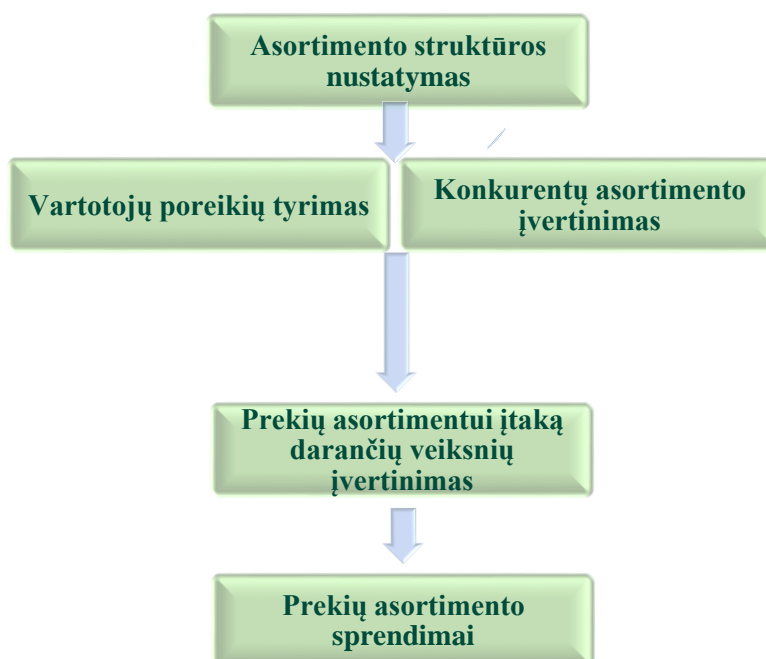 Asortimento struktūros
nustatymas
Vartotojų poreikių tyrimas
Konkurentų asortimento
įvertinimas
Prekių asortimentui įtaką
darančių veiksnių
įvertinimas
Prekių asortimento
sprendimai